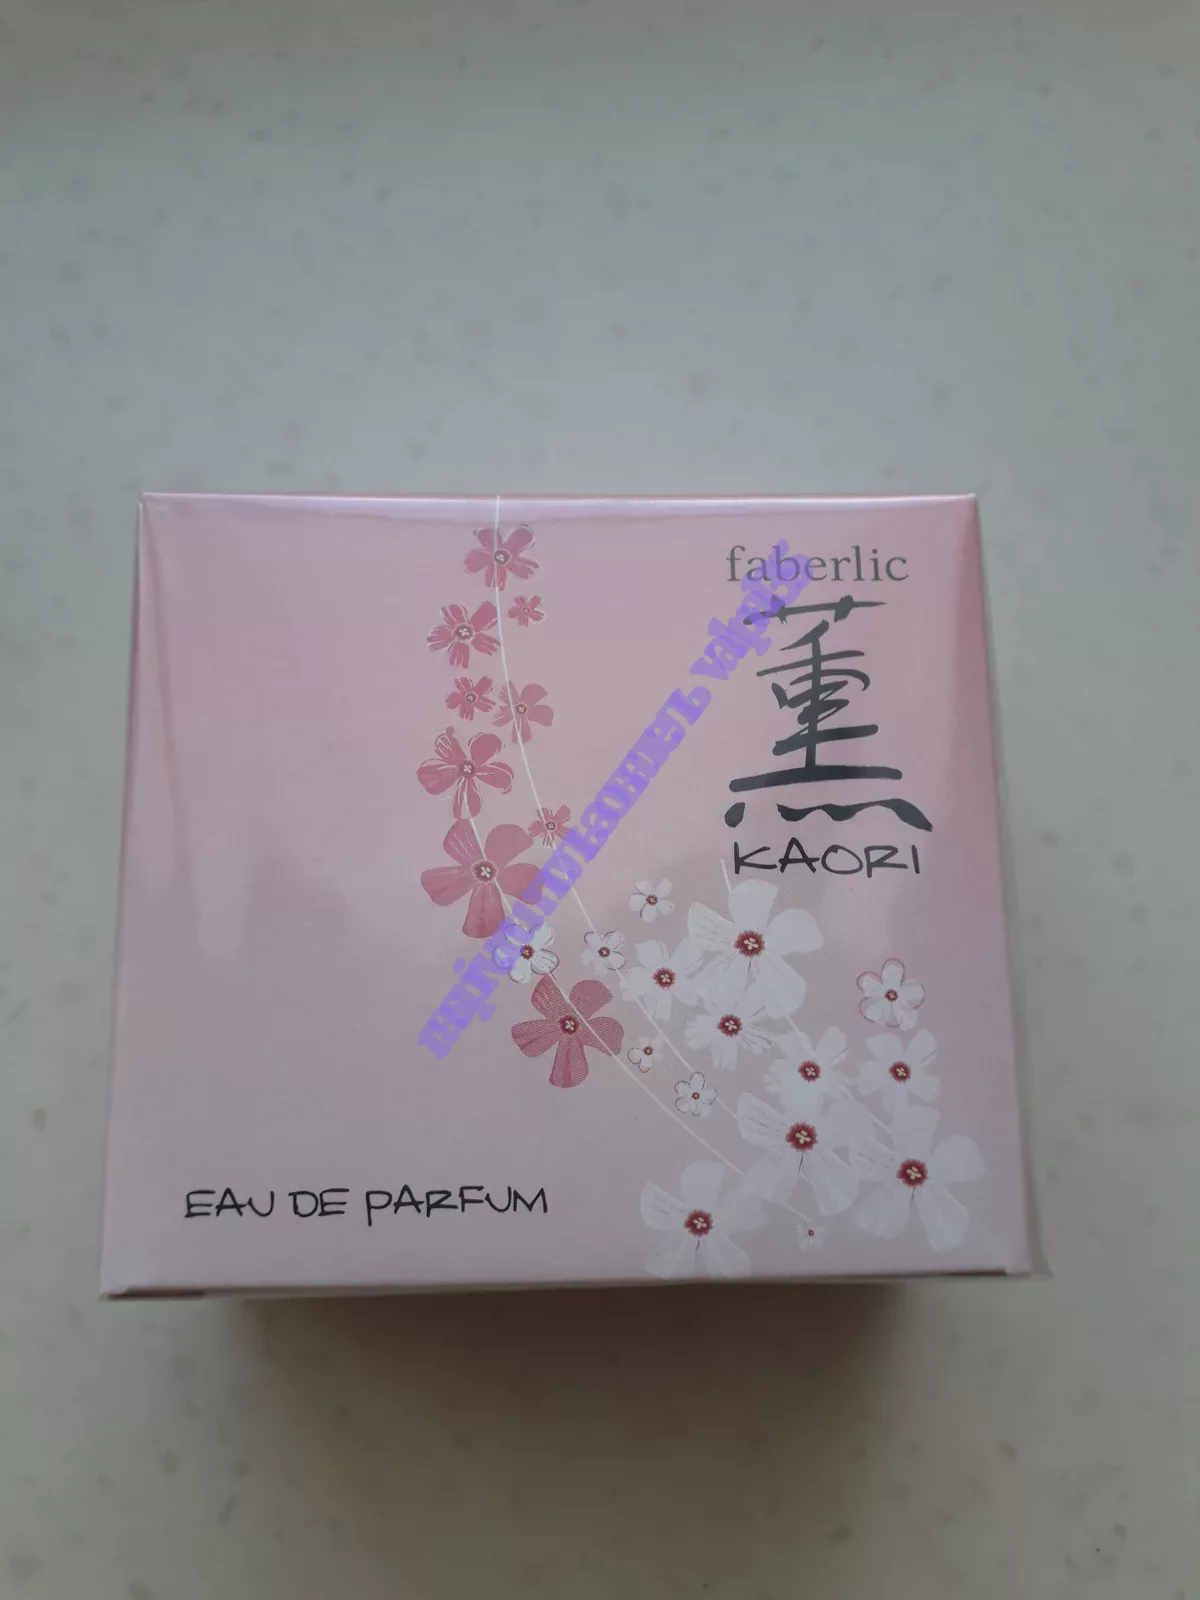 faberlic
薫
KAORI
EAU DE PARFUM